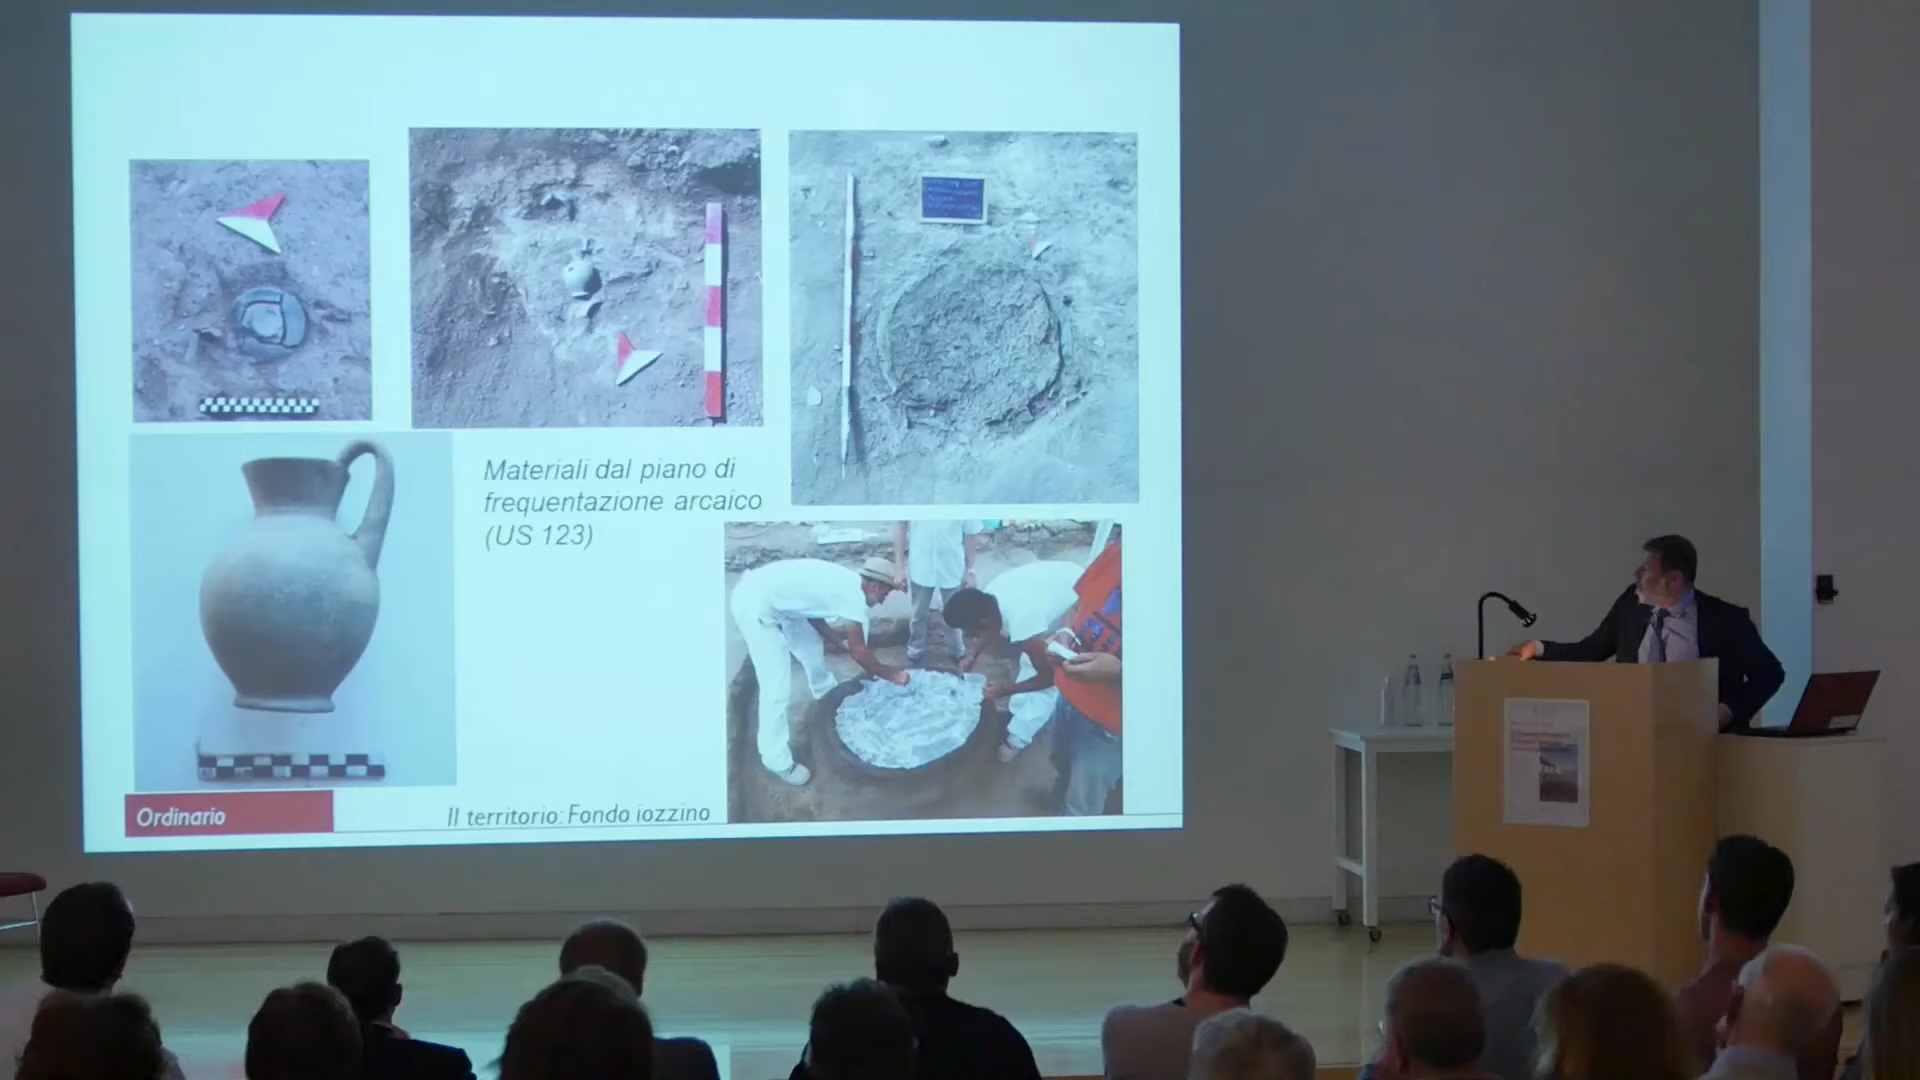 Materiali dal piano di
frequentazione arcaico
(US 123)
Ordinario
Il territorio: Fondo iozzino